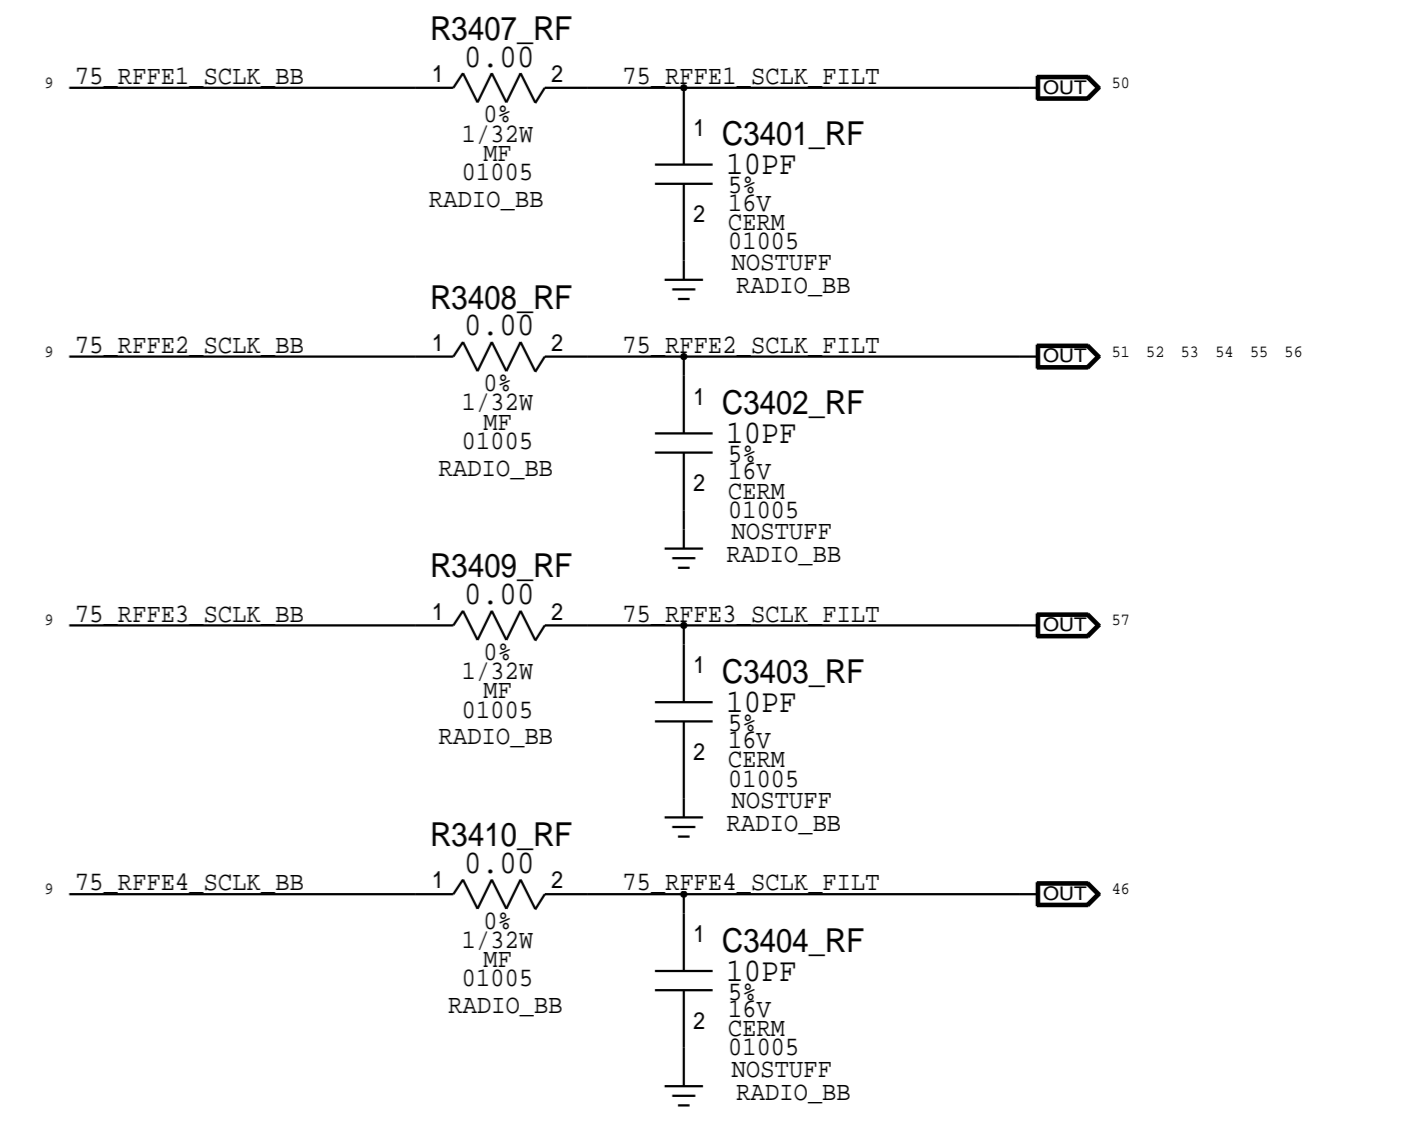 R3407_RF
0.00
9 75_RFFE1_SCLK_BB 1 2 75_RFFE1_SCLK_FILT OUT 50
0%
1/32W
MF
01005
RADIO_BB
1 C3401_RF
10PF
5%
16V
2 CERM
01005
NOSTUFF
RADIO_BB
R3408_RF
0.00
9 75_RFFE2_SCLK_BB 1 2 75_RFFE2_SCLK_FILT OUT 51 52 53 54 55 56
0%
1/32W
MF
01005
RADIO_BB
1 C3402_RF
10PF
5%
16V
2 CERM
01005
NOSTUFF
RADIO_BB
R3409_RF
0.00
9 75_RFFE3_SCLK_BB 1 2 75_RFFE3_SCLK_FILT OUT 57
0%
1/32W
MF
01005
RADIO_BB
1 C3403_RF
10PF
5%
16V
2 CERM
01005
NOSTUFF
RADIO_BB
R3410_RF
0.00
9 75_RFFE4_SCLK_BB 1 2 75_RFFE4_SCLK_FILT OUT 46
0%
1/32W
MF
01005
RADIO_BB
1 C3404_RF
10PF
5%
16V
2 CERM
01005
NOSTUFF
RADIO_BB